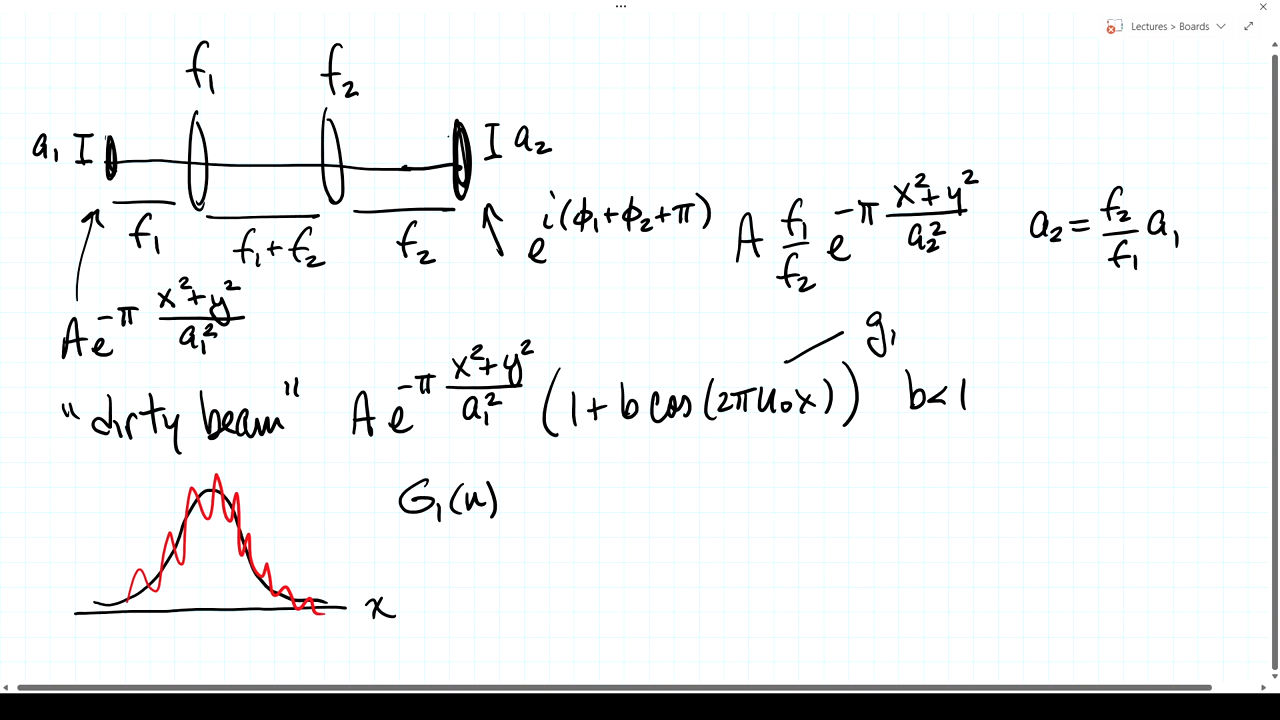 Lectures > Boards
f₁ f₂
a₁ I I a₂
f₁ f₁+f₂ f₂
e^{i(ϕ₁+ϕ₂+π)} A f₁/f₂ e^{-π (x²+y²)/a₂²} a₂ = f₂/f₁ a₁
A e^{-π (x²+y²)/a₁²}
g₁
"dirty beam" A e^{-π (x²+y²)/a₁²} (1 + b cos(2πu₀x)) b<1
G₁(u)
x